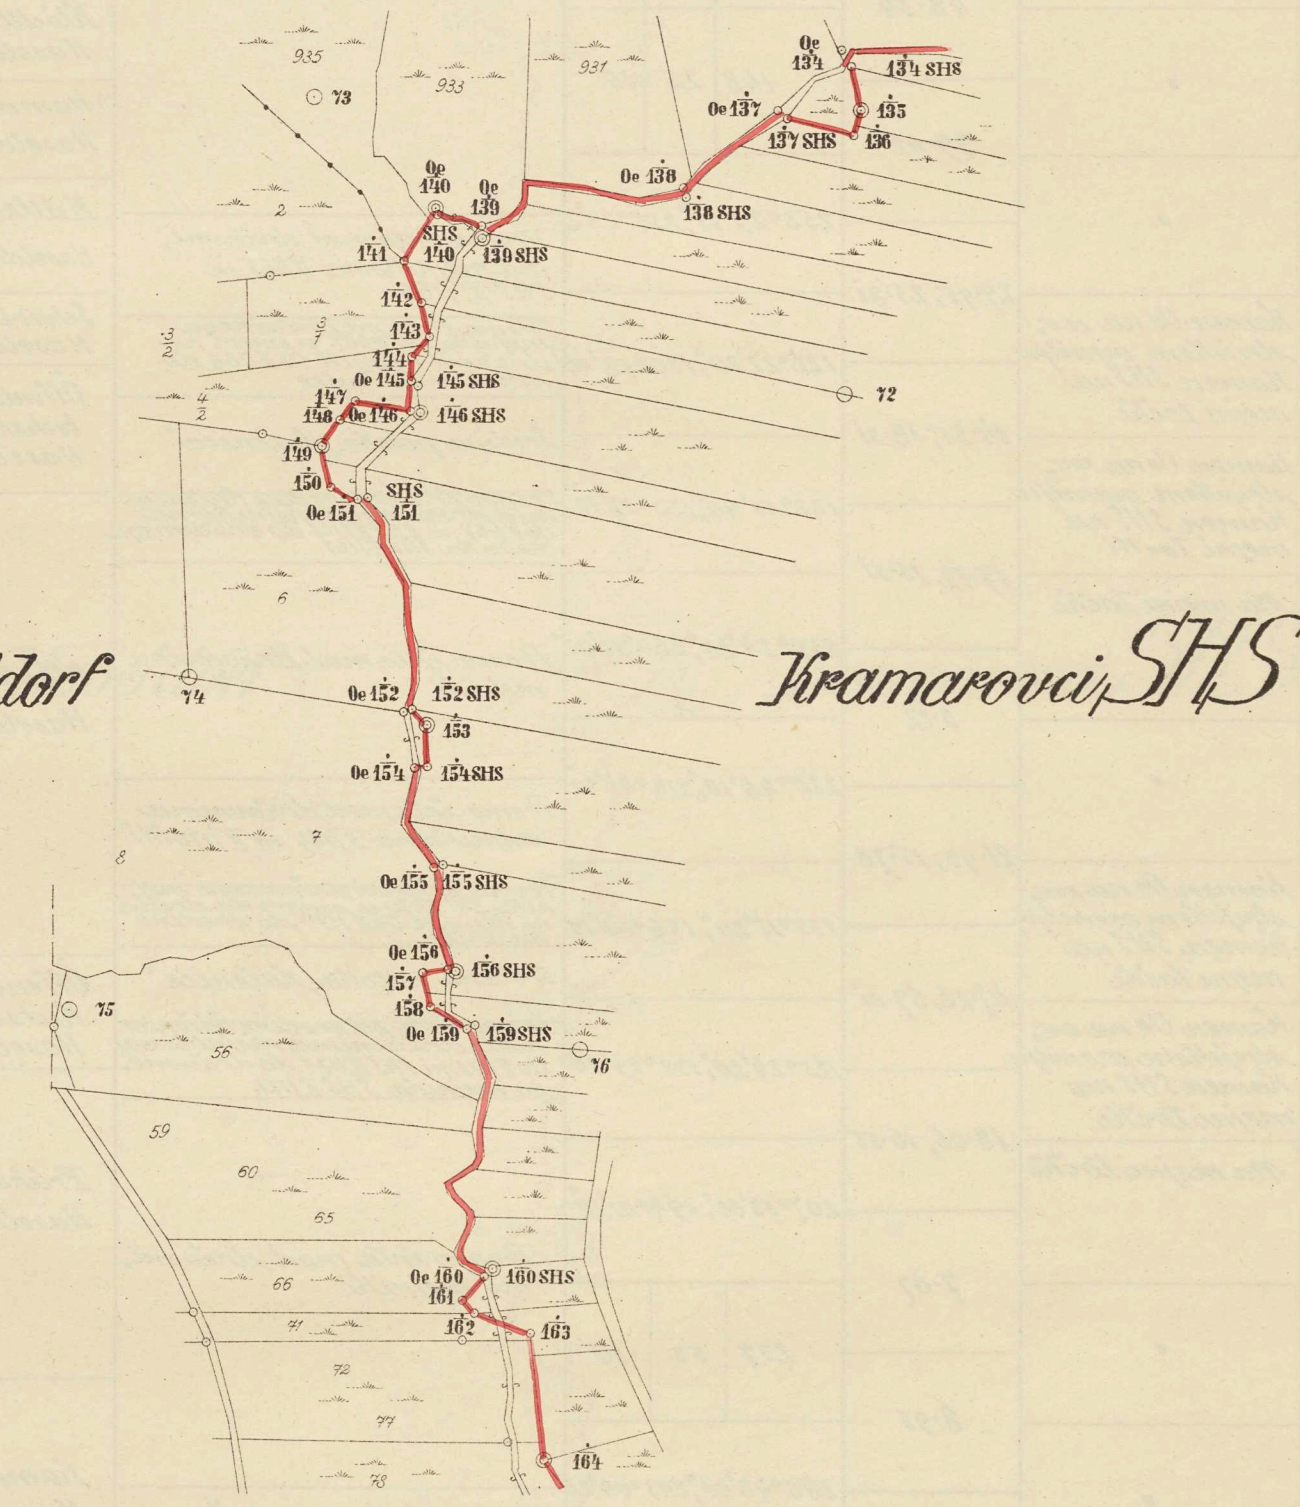 935
933
931
73
Oe
134
134 SHS
135
136
Oe 137
137 SHS
Oe 138
138 SHS
Oe
140
Oe
139
SHS
140
139 SHS
2
141
142
143
3
1
3
2
144
Oe 145
145 SHS
72
4
2
147
148
Oe 146
146 SHS
149
150
SHS
151
Oe 151
6
dorf
Kramarovci, SHS
74
Oe 152
152 SHS
153
Oe 154
154 SHS
7
8
Oe 155
155 SHS
Oe 156
156 SHS
157
158
75
Oe 159
159 SHS
56
76
59
60
65
Oe 160
160 SHS
66
161
71
162
163
72
77
164
78